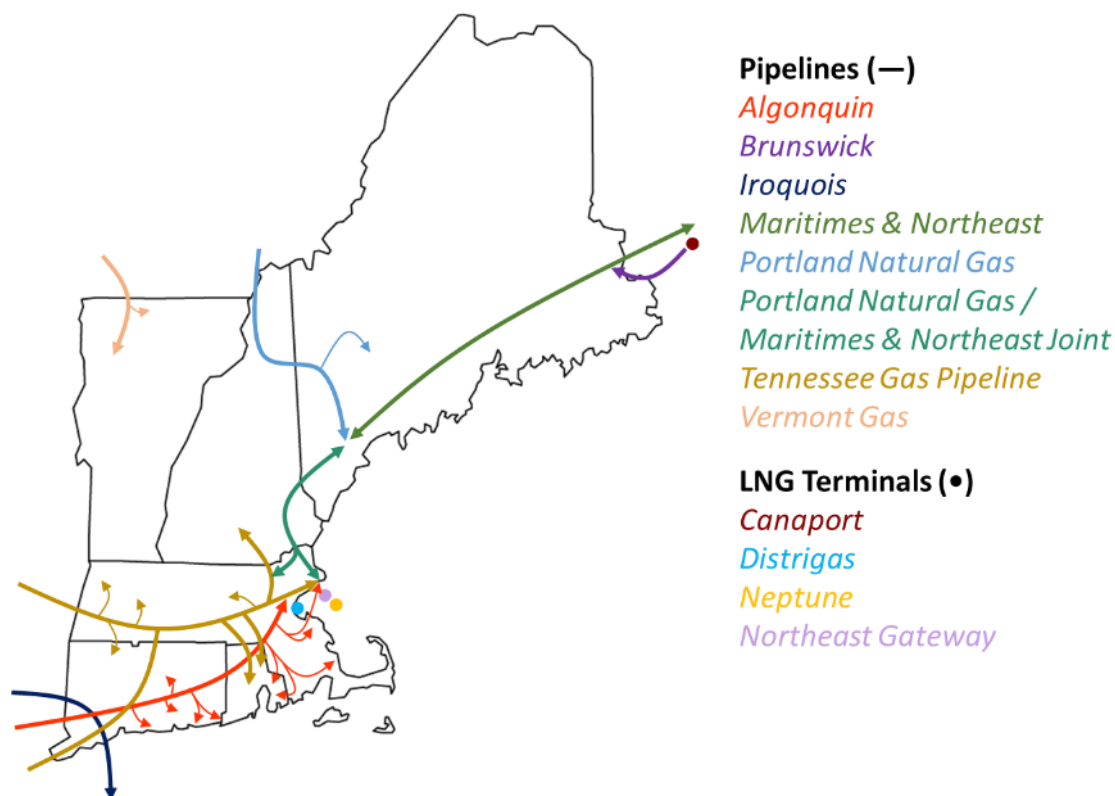 Pipelines (—)
Algonquin
Brunswick
Iroquois
Maritimes & Northeast
Portland Natural Gas
Portland Natural Gas /
Maritimes & Northeast Joint
Tennessee Gas Pipeline
Vermont Gas
LNG Terminals (•)
Canaport
Distrigas
Neptune
Northeast Gateway